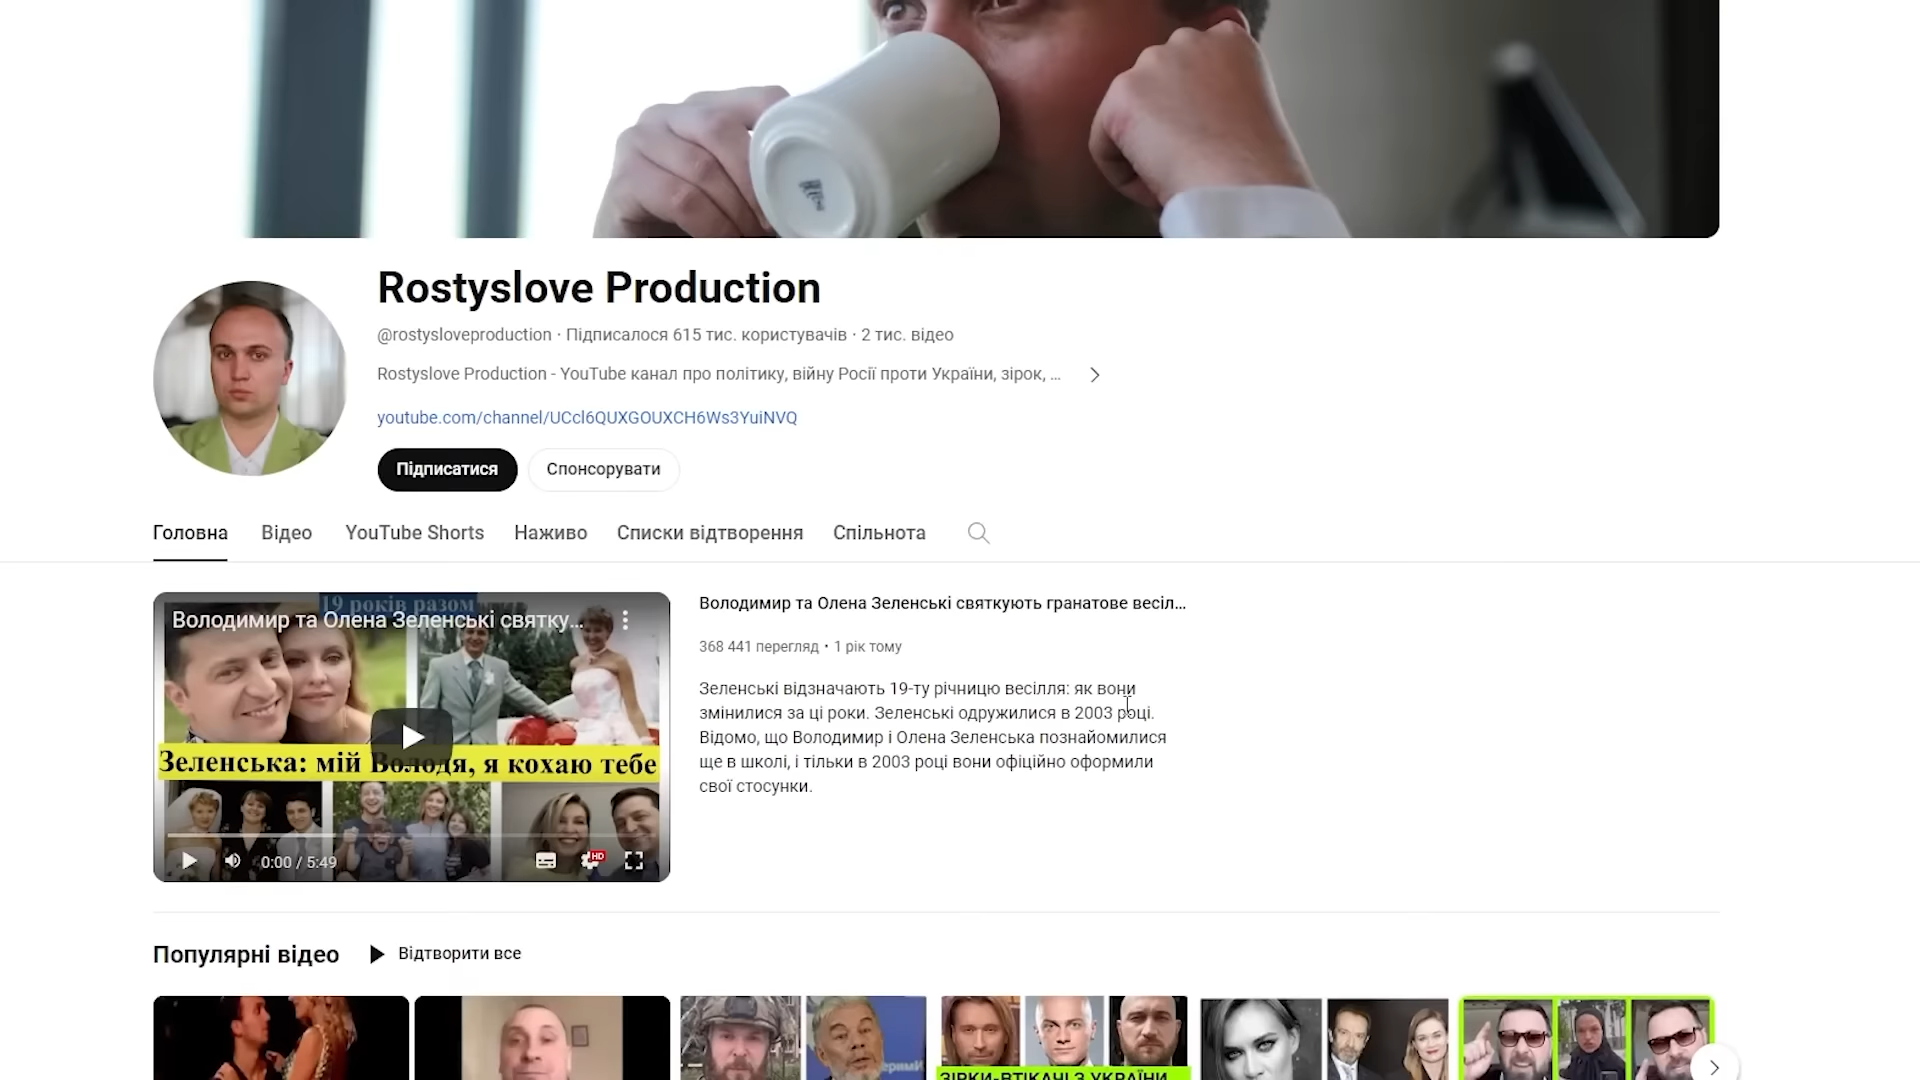 Rostyslove Production
@rostysloveproduction · Підписалося 615 тис. користувачів · 2 тис. відео
Rostyslove Production - YouTube канал про політику, війну Росії проти України, зірок, ...
youtube.com/channel/UCcl6QUXGOUXCH6Ws3YuiNVQ
Підписатися
Спонсорувати
Головна
Відео
YouTube Shorts
Наживо
Списки відтворення
Спільнота
19 років разом
Володимир та Олена Зеленські святку...
Зеленська: мій Володя, я кохаю тебе
0:00 / 5:49
HD
Володимир та Олена Зеленські святкують гранатове весіл...
368 441 перегляд • 1 рік тому
Зеленські відзначають 19-ту річницю весілля: як вони
змінилися за ці роки. Зеленські одружилися в 2003 році.
Відомо, що Володимир і Олена Зеленська познайомилися
ще в школі, і тільки в 2003 році вони офіційно оформили
свої стосунки.
Популярні відео
Відтворити все
ЗІРКИ-ВТІКАЧІ З УКРАЇНИ